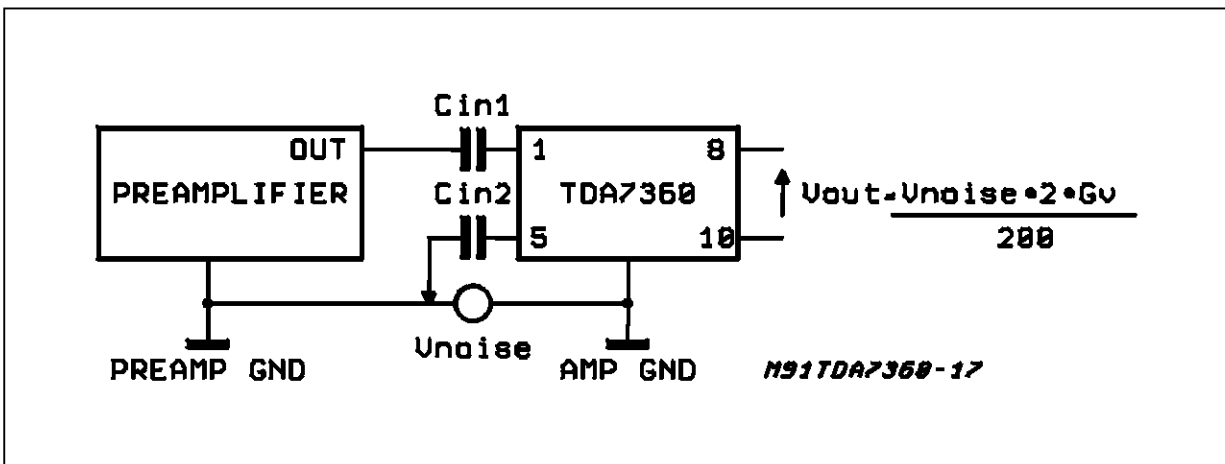 Cin1
OUT
PREAMPLIFIER
Cin2
1
8
TDA7360
5
10
Vout=Vnoise*2*Gv
200
Vnoise
PREAMP GND
AMP GND
M91TDA7360-17